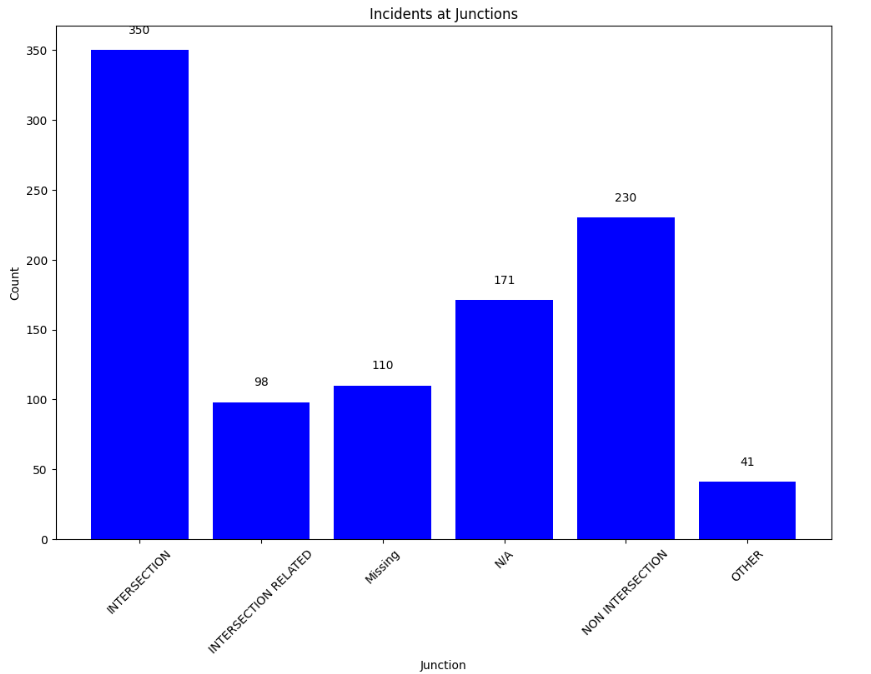 Incidents at Junctions
350
98
110
171
230
41
Count
350
300
250
200
150
100
50
0
INTERSECTION
INTERSECTION RELATED
Missing
N/A
NON INTERSECTION
OTHER
Junction